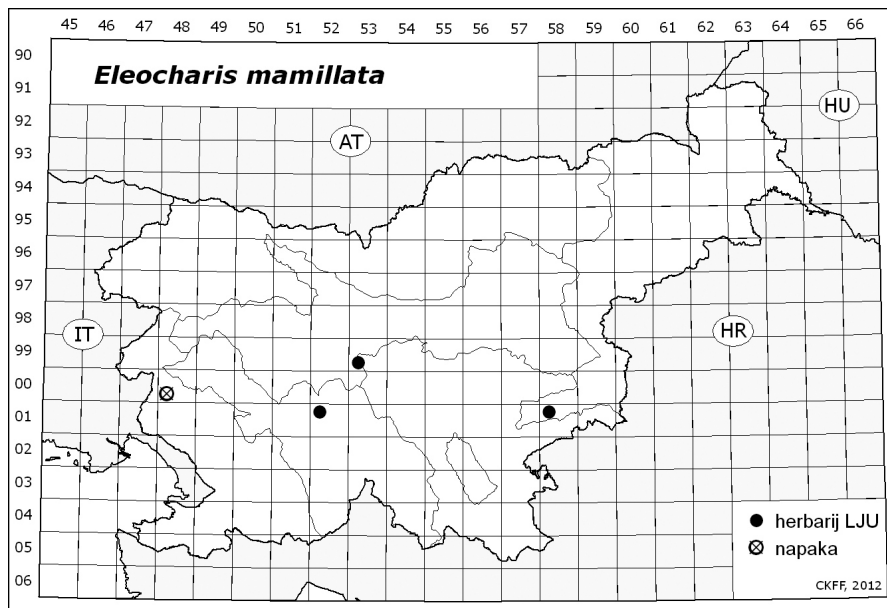 45 46 47 48 49 50 51 52 53 54 55 56 57 58 59 60 61 62 63 64 65 66
Eleocharis mamillata
90
91
92
93
94
95
96
97
98
99
00
01
02
03
04
05
06
AT
HU
IT
HR
herbarij LJU
napaka
CKFF, 2012